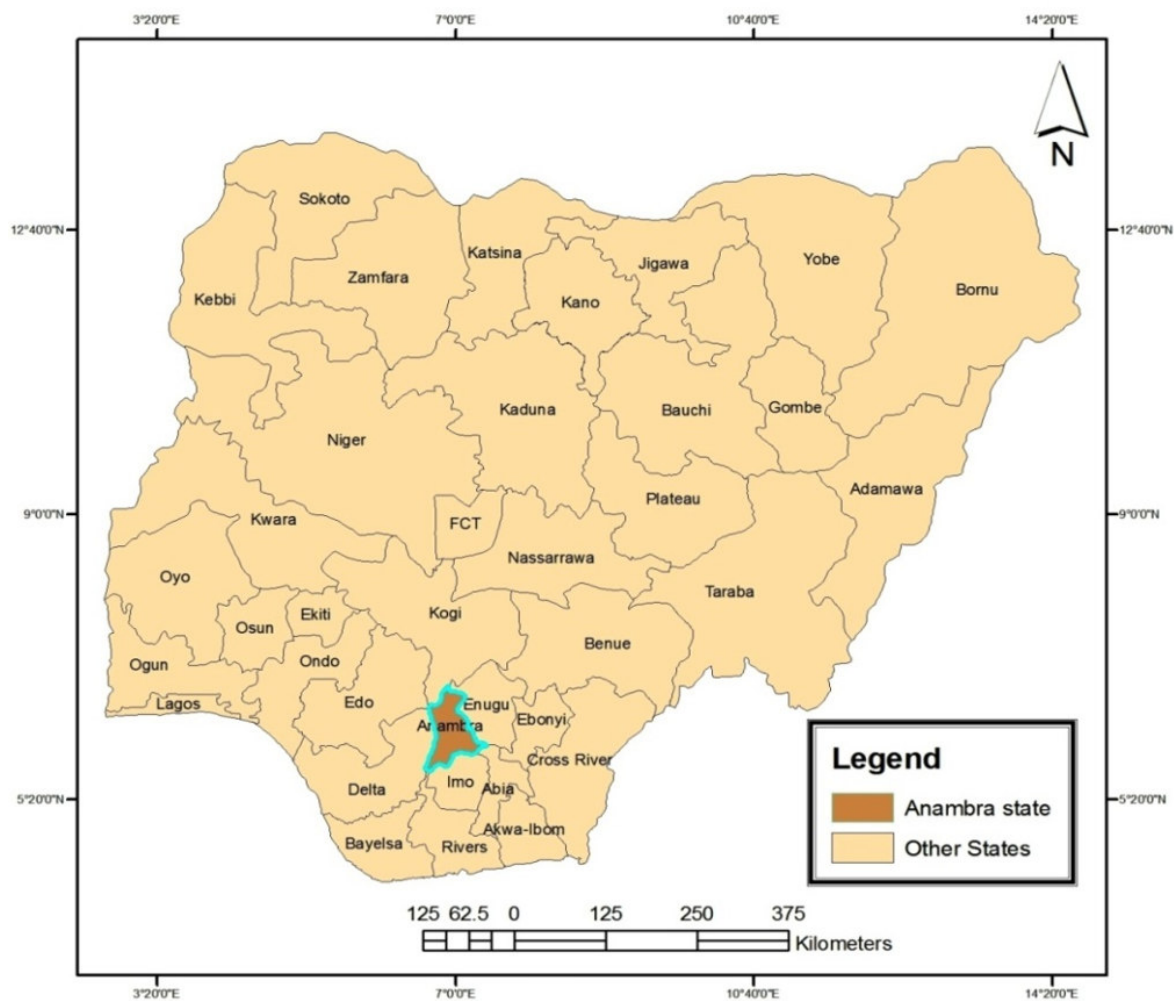 3°20'0"E 7°0'0"E 10°40'0"E 14°20'0"E
N
Sokoto
12°40'0"N 12°40'0"N
Katsina
Yobe
Jigawa
Zamfara
Bornu
Kebbi
Kano
Kaduna
Bauchi
Gombe
Niger
Adamawa
Plateau
9°0'0"N 9°0'0"N
Kwara
FCT
Nassarrawa
Oyo
Taraba
Kogi
Ekiti
Osun
Benue
Ogun
Ondo
Lagos
Edo
Enugu
Ebonyi
Anambra
Cross River
Legend
Imo
Abia
Delta
5°20'0"N 5°20'0"N
Anambra state
Akwa-Ibom
Bayelsa
Rivers
Other States
125 62.5 0 125 250 375
Kilometers
3°20'0"E 7°0'0"E 10°40'0"E 14°20'0"E